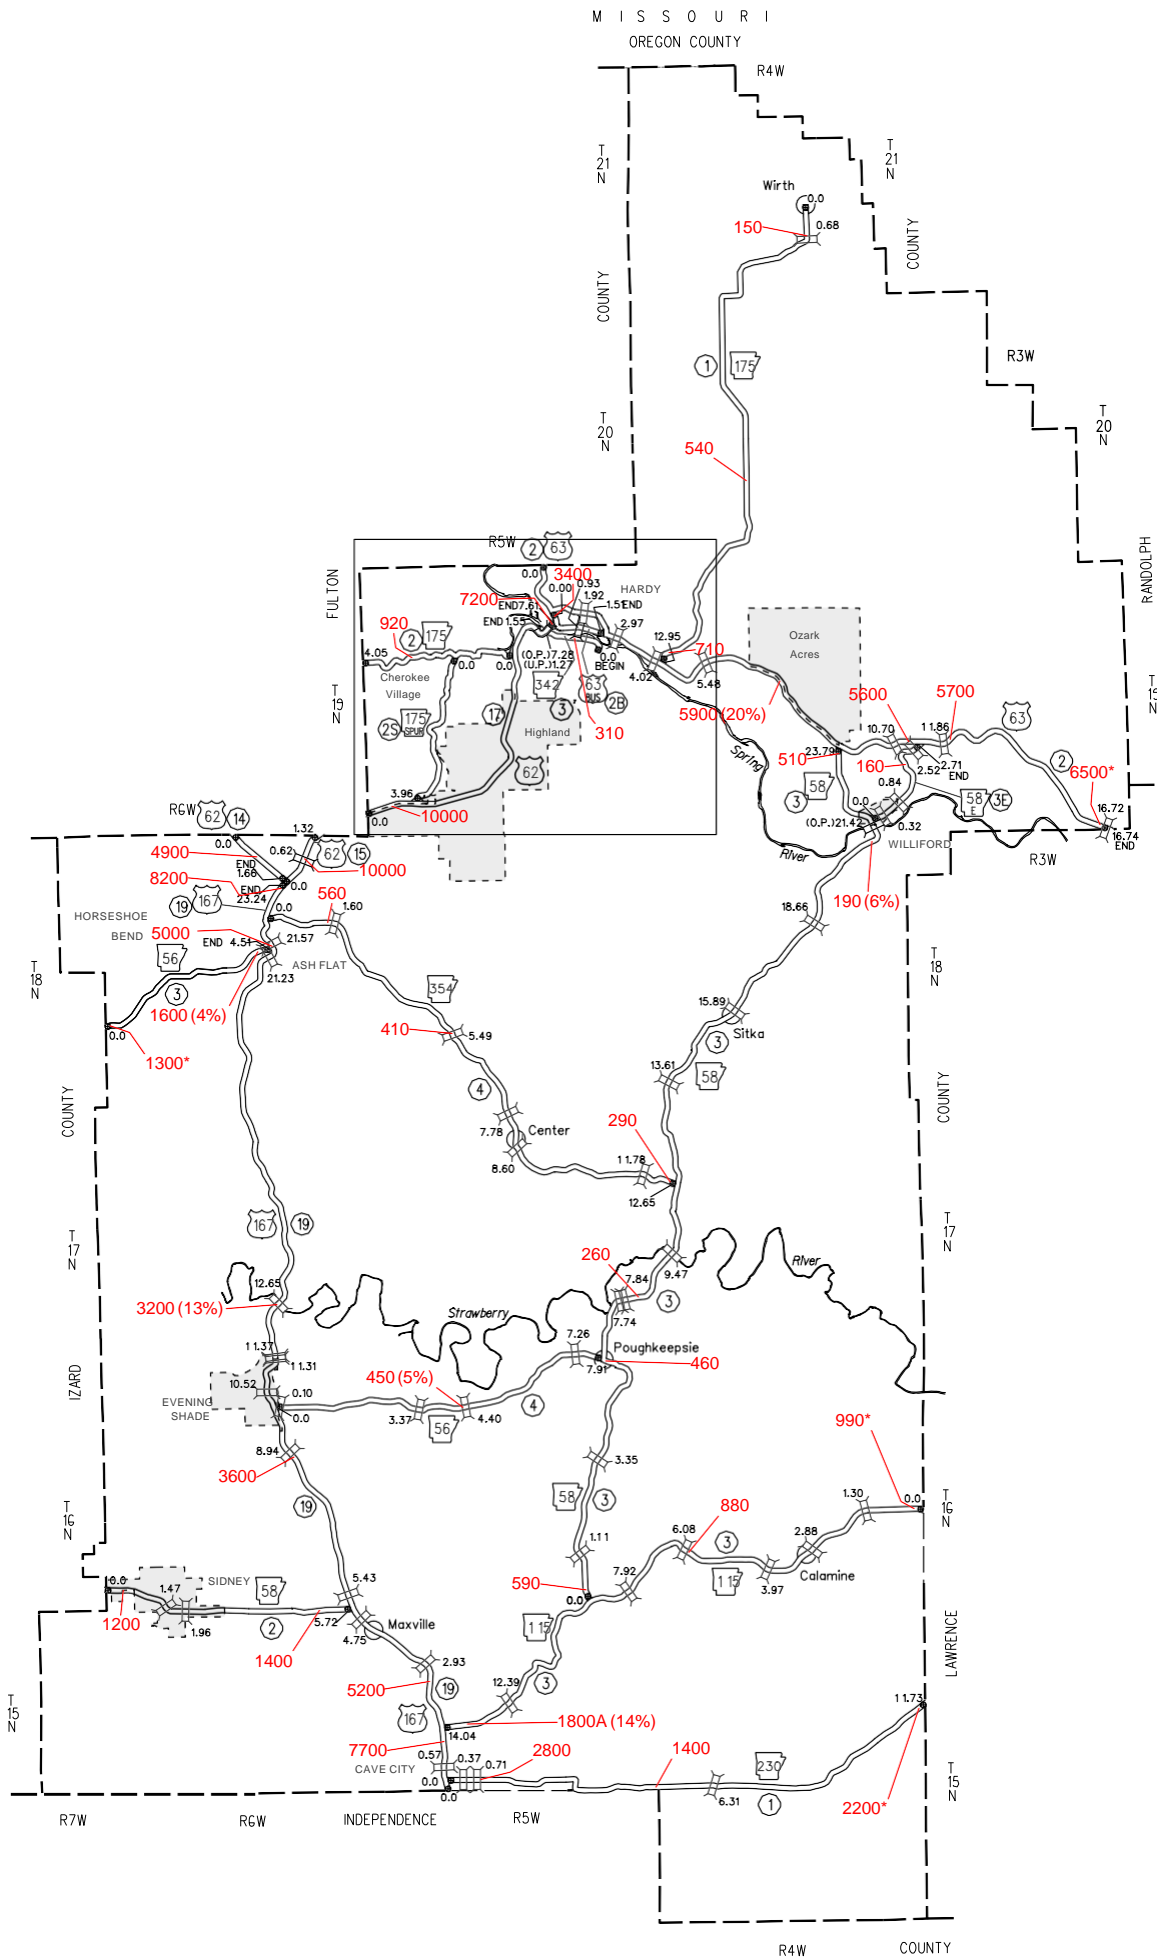 M I S S O U R I
OREGON COUNTY
R4W
T 21 N
T 21 N
Wirth
0.0
0.68
150
COUNTY
COUNTY
1
175
R3W
T 20 N
T 20 N
540
R5W
2
63
FULTON
RANDOLPH
0.0
3400
0.93
0.00
1.92
HARDY
7200
END 7.61
1.51 END
END 1.55
2.97
920
2
175
12.95
710
Ozark
Acres
4.05
0.0
0.0
(O.P.)7.28
(U.P.)1.27
0.0
BEGIN
4.02
5.48
Cherokee
Village
342
63
BUS
2B
3
T 19 N
T 19 N
2S
175
SPUR
17
Highland
310
5900 (20%)
5600
5700
10.70
11.86
63
Spring
510
23.79
160
2.71
END
2.52
2
62
58
3
0.84
58
E
3E
6500*
3.96
10000
0.0
0.0
(O.P.)21.42
0.32
16.72
16.74
END
WILLIFORD
River
R3W
R6W
62
14
0.0
1.32
0.62
62
15
4900
END
1.66
10000
8200
END
23.24
0.0
190 (6%)
19
167
0.0
560
1.60
18.66
HORSESHOE
BEND
5000
END 4.51
21.57
ASH FLAT
56
21.23
T 18 N
T 18 N
3
354
1600 (4%)
0.0
1300*
410
5.49
15.89
Sitka
3
58
13.61
4
7.78
Center
8.60
290
11.78
12.65
COUNTY
COUNTY
167
19
T 17 N
T 17 N
260
9.47
River
7.84
12.65
3200 (13%)
3
7.74
Strawberry
7.26
Poughkeepsie
7.91
460
11.37
11.31
IZARD
10.52
0.10
450 (5%)
EVENING
SHADE
0.0
3.37
56
4.40
4
990*
8.94
3600
3.35
58
3
19
880
1.30
0.0
T 16 N
T 16 N
1.11
6.08
3
2.88
115
3.97
Calamine
0.0
SIDNEY
58
1.47
5.43
590
0.0
7.92
1200
1.96
2
5.72
4.75
Maxville
115
1400
LAWRENCE
2.93
12.39
3
5200
19
167
1800A (14%)
14.04
11.73
T 15 N
T 15 N
7700
0.57
0.37
0.71
2800
1400
230
CAVE CITY
0.0
0.0
6.31
1
2200*
R7W
R6W
INDEPENDENCE
R5W
R4W
COUNTY